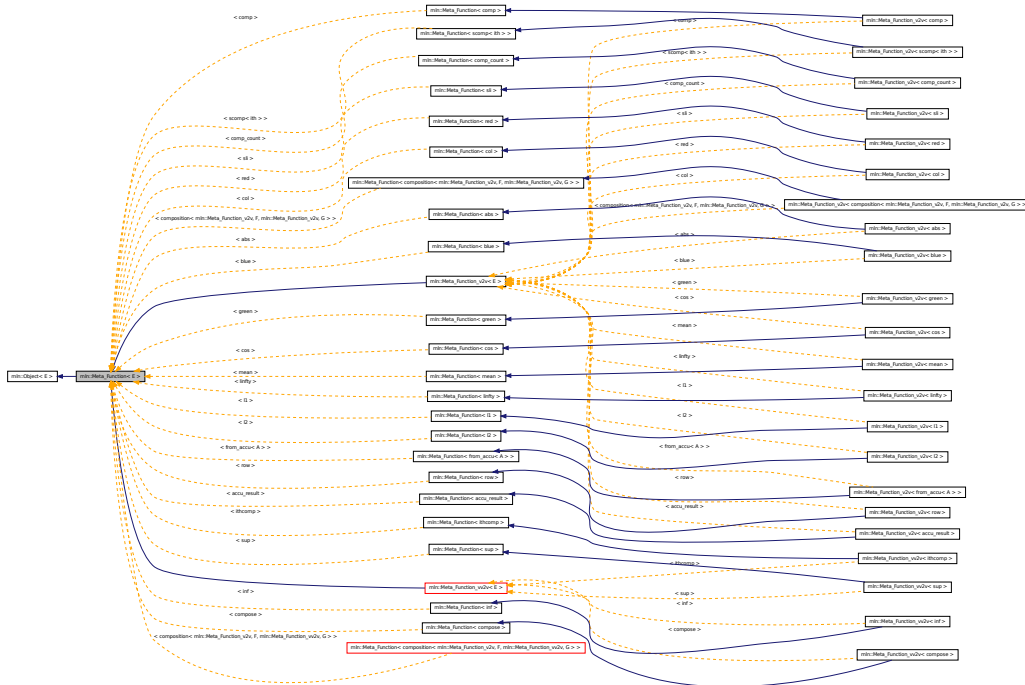 mln::Object< E >
mln::Meta_Function< E >
< comp >
< scomp< ith > >
< comp_count >
< sli >
< red >
< col >
< composition< mln::Meta_Function_v2v, F, mln::Meta_Function_v2v, G > >
< abs >
< blue >
< green >
< cos >
< mean >
< linfty >
< l1 >
< l2 >
< from_accu< A > >
< row >
< accu_result >
< ithcomp >
< sup >
< inf >
< compose >
< composition< mln::Meta_Function_v2v, F, mln::Meta_Function_vv2v, G > >
mln::Meta_Function< comp >
mln::Meta_Function< scomp< ith > >
mln::Meta_Function< comp_count >
mln::Meta_Function< sli >
mln::Meta_Function< red >
mln::Meta_Function< col >
mln::Meta_Function< composition< mln::Meta_Function_v2v, F, mln::Meta_Function_v2v, G > >
mln::Meta_Function< abs >
mln::Meta_Function< blue >
mln::Meta_Function_v2v< E >
mln::Meta_Function< green >
mln::Meta_Function< cos >
mln::Meta_Function< mean >
mln::Meta_Function< linfty >
mln::Meta_Function< l1 >
mln::Meta_Function< l2 >
mln::Meta_Function< from_accu< A > >
mln::Meta_Function< row >
mln::Meta_Function< accu_result >
mln::Meta_Function< ithcomp >
mln::Meta_Function< sup >
mln::Meta_Function_vv2v< E >
mln::Meta_Function< inf >
mln::Meta_Function< compose >
mln::Meta_Function< composition< mln::Meta_Function_v2v, F, mln::Meta_Function_vv2v, G > >
< comp >
< scomp< ith > >
< comp_count >
< sli >
< red >
< col >
< composition< mln::Meta_Function_v2v, F, mln::Meta_Function_v2v, G > >
< abs >
< blue >
< green >
< cos >
< mean >
< linfty >
< l1 >
< l2 >
< from_accu< A > >
< row >
< accu_result >
< ithcomp >
< sup >
< inf >
< compose >
mln::Meta_Function_v2v< comp >
mln::Meta_Function_v2v< scomp< ith > >
mln::Meta_Function_v2v< comp_count >
mln::Meta_Function_v2v< sli >
mln::Meta_Function_v2v< red >
mln::Meta_Function_v2v< col >
mln::Meta_Function_v2v< composition< mln::Meta_Function_v2v, F, mln::Meta_Function_v2v, G > >
mln::Meta_Function_v2v< abs >
mln::Meta_Function_v2v< blue >
mln::Meta_Function_v2v< green >
mln::Meta_Function_v2v< cos >
mln::Meta_Function_v2v< mean >
mln::Meta_Function_v2v< linfty >
mln::Meta_Function_v2v< l1 >
mln::Meta_Function_v2v< l2 >
mln::Meta_Function_v2v< from_accu< A > >
mln::Meta_Function_v2v< row >
mln::Meta_Function_v2v< accu_result >
mln::Meta_Function_vv2v< ithcomp >
mln::Meta_Function_vv2v< sup >
mln::Meta_Function_vv2v< inf >
mln::Meta_Function_vv2v< compose >